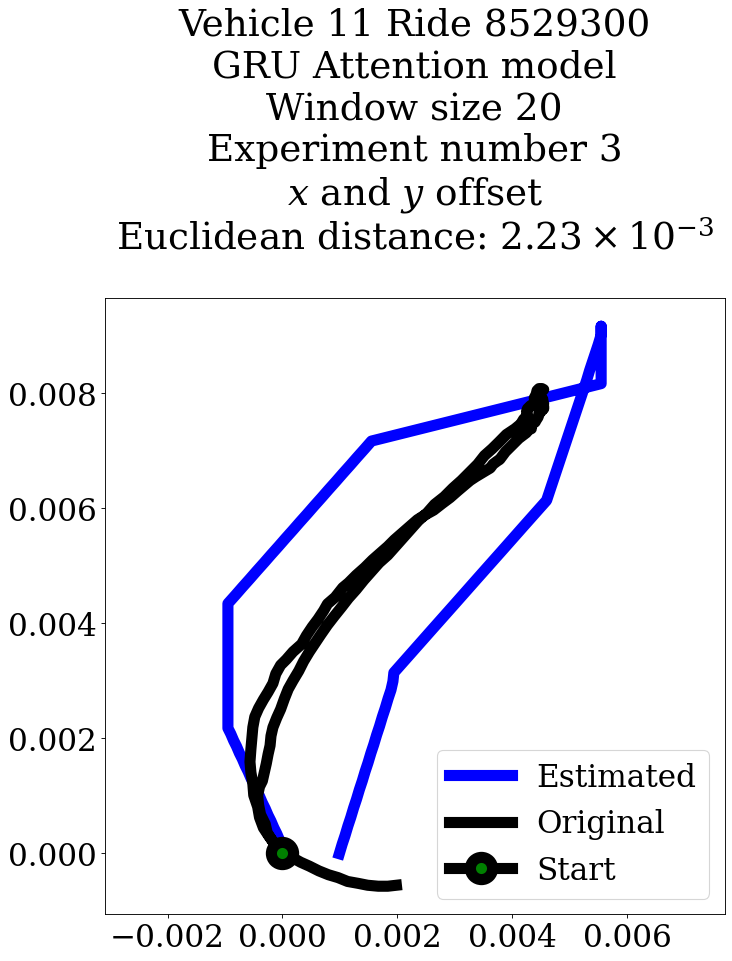 Vehicle 11 Ride 8529300
GRU Attention model
Window size 20
Experiment number 3
x and y offset
Euclidean distance: 2.23 × 10⁻³
0.008
0.006
0.004
0.002
0.000
Estimated
Original
Start
−0.002 0.000 0.002 0.004 0.006